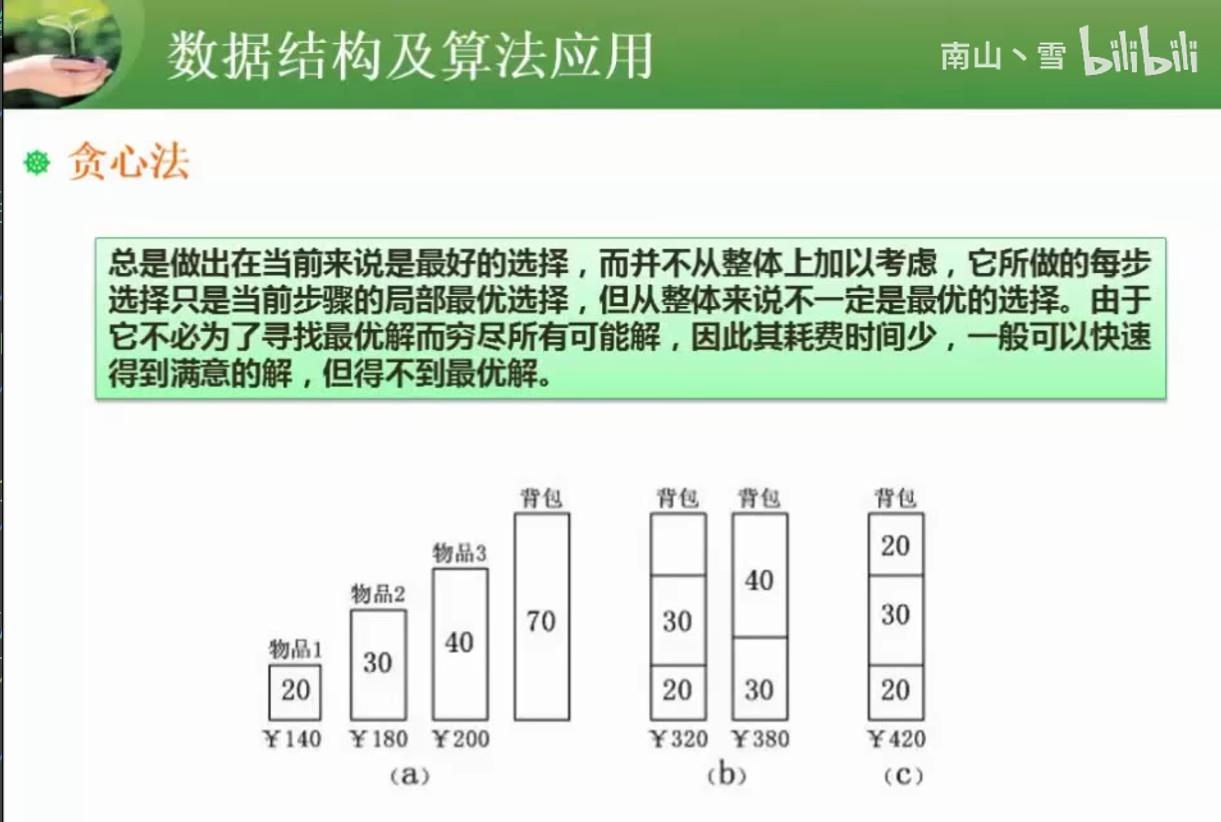 数据结构及算法应用
南山丶雪 bilibili
贪心法
总是做出在当前来说是最好的选择，而并不从整体上加以考虑，它所做的每步
选择只是当前步骤的局部最优选择，但从整体来说不一定是最优的选择。由于
它不必为了寻找最优解而穷尽所有可能解，因此其耗费时间少，一般可以快速
得到满意的解，但得不到最优解。
背包 背包 背包 背包
物品3
物品2
物品1
20 30 40 70
30 20
40 30
20 30 20
￥140 ￥180 ￥200 ￥320 ￥380 ￥420
(a) (b) (c)